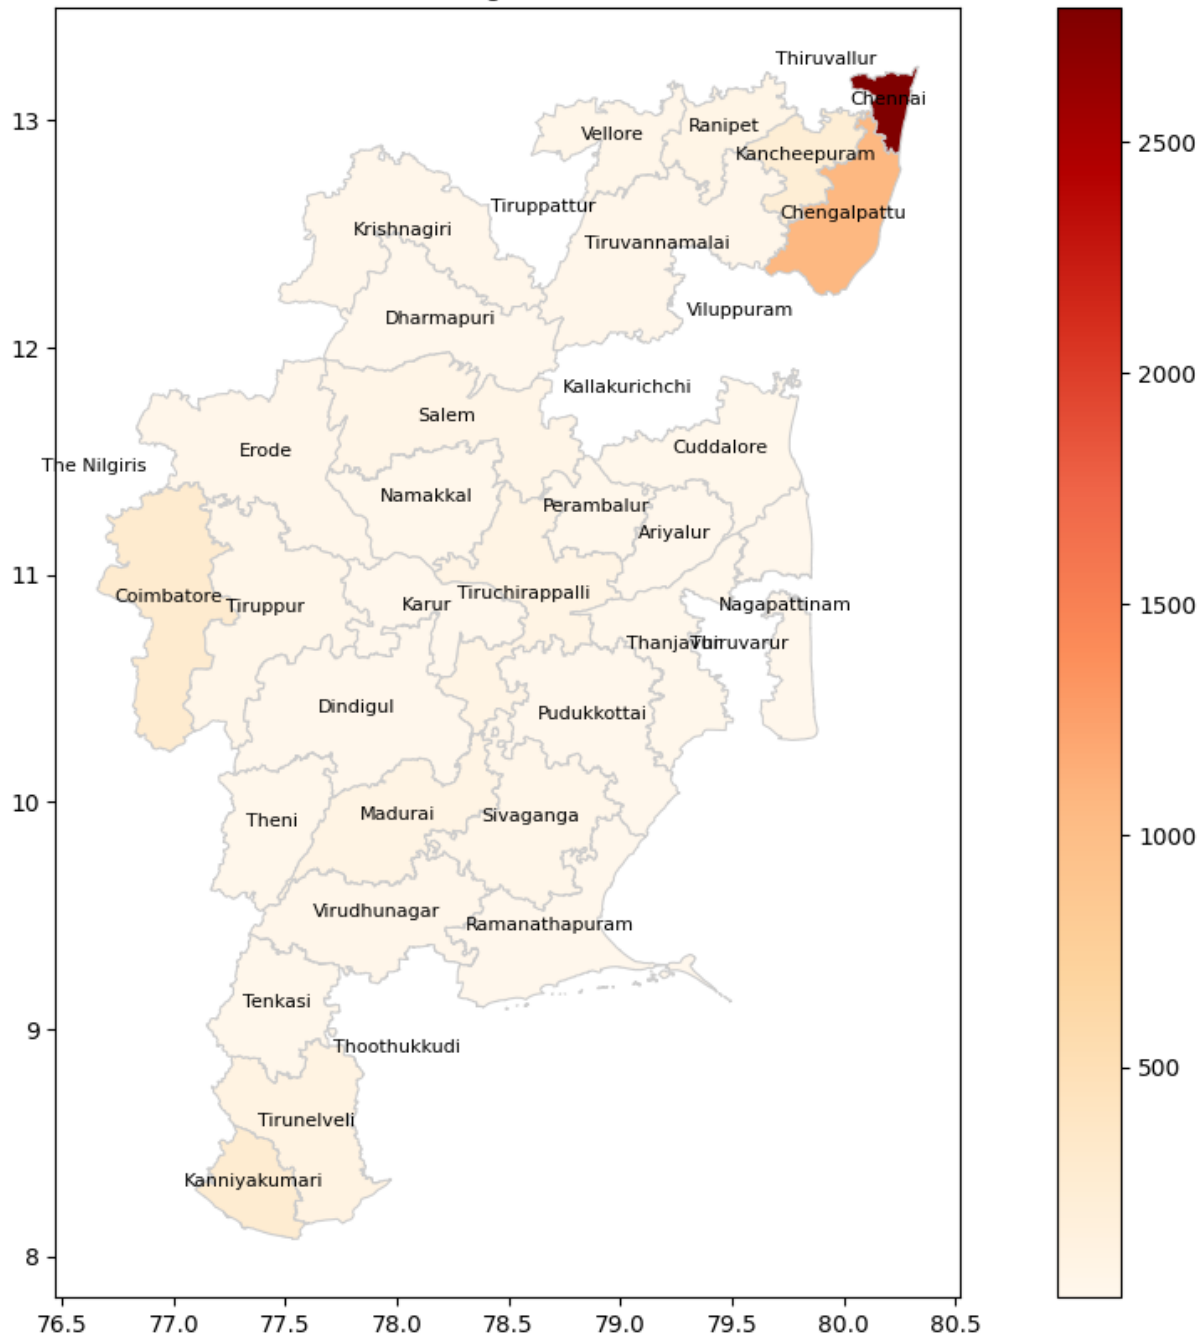 Thiruvallur
Chennai
13
2500
Vellore
Ranipet
Kancheepuram
Tiruppattur
Chengalpattu
Krishnagiri
Tiruvannamalai
Viluppuram
Dharmapuri
12
2000
Kallakurichchi
Salem
Cuddalore
Erode
The Nilgiris
Namakkal
Perambalur
Ariyalur
11
1500
Coimbatore
Tiruppur
Karur
Tiruchirappalli
Nagapattinam
Thanjavur
Thiruvarur
Dindigul
Pudukkottai
10
1000
Theni
Madurai
Sivaganga
Virudhunagar
Ramanathapuram
Tenkasi
9
500
Thoothukkudi
Tirunelveli
Kanniyakumari
8
76.5 77.0 77.5 78.0 78.5 79.0 79.5 80.0 80.5